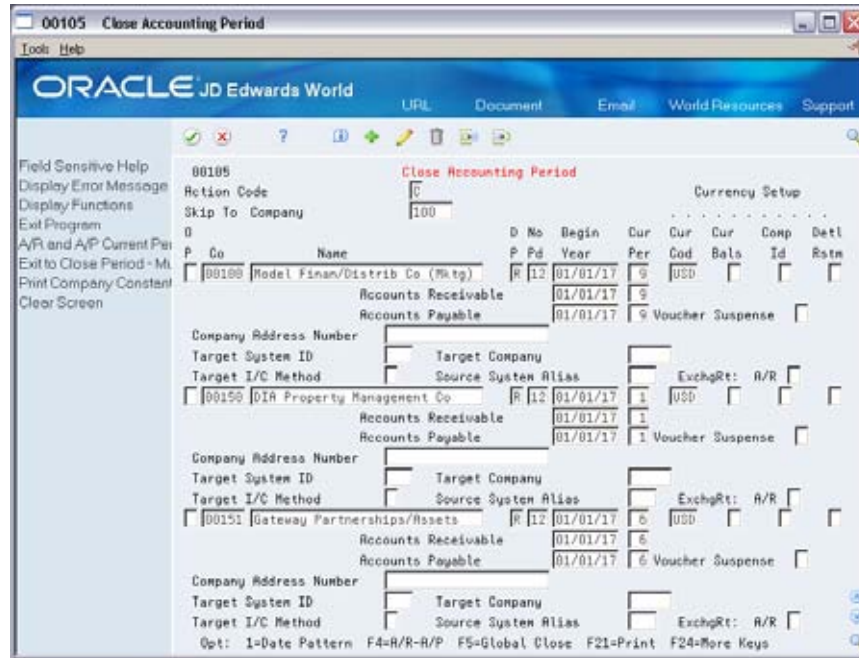 00105 Close Accounting Period
Tools Help
ORACLE JD Edwards World
URL Document Email World Resources Support
Field Sensitive Help
Display Error Message
Display Functions
Exit Program
A/R and A/P Current Per
Exit to Close Period - Mu
Print Company Constant
Clear Screen
00105 Close Accounting Period
Action Code C Currency Setup
Skip To Company 100 . . . . . . . . . . .
O D No Begin Cur Cur Cur Comp Detl
P Co Name P Pd Year Per Cod Bals Id Rstm
00100 Model Finan/Distrib Co (Mktg) R 12 01/01/17 9 USD
Accounts Receivable 01/01/17 9
Accounts Payable 01/01/17 9 Voucher Suspense
Company Address Number
Target System ID Target Company
Target I/C Method Source System Alias ExchgRt: A/R
00150 DIA Property Management Co R 12 01/01/17 1 USD
Accounts Receivable 01/01/17 1
Accounts Payable 01/01/17 1 Voucher Suspense
Company Address Number
Target System ID Target Company
Target I/C Method Source System Alias ExchgRt: A/R
00151 Gateway Partnerships/Assets R 12 01/01/17 6 USD
Accounts Receivable 01/01/17 6
Accounts Payable 01/01/17 6 Voucher Suspense
Company Address Number
Target System ID Target Company
Target I/C Method Source System Alias ExchgRt: A/R
Opt: 1=Date Pattern F4=A/R-A/P F5=Global Close F21=Print F24=More Keys